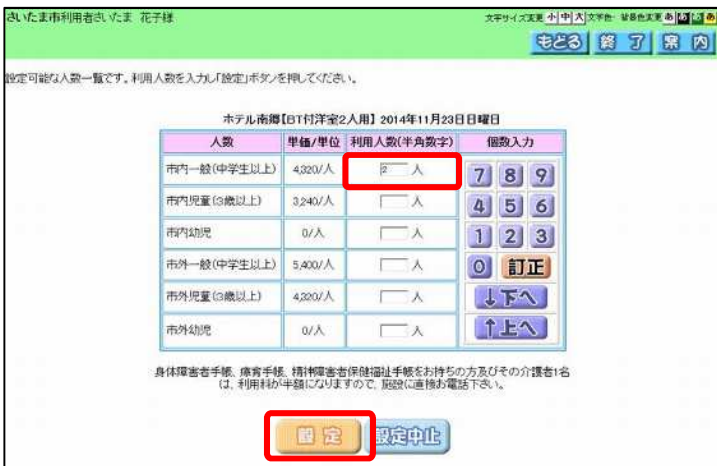 さいたま市利用者さいたま 花子様
文字サイズ変更 小 中 大 文字色・背景色変更 あ あ あ あ
もどる 終了 案内
設定可能な人数一覧です。利用人数を入力し「設定」ボタンを押してください。
ホテル南郷【BT付洋室2人用】 2014年11月23日日曜日
人数 単価/単位 利用人数(半角数字) 個数入力
市内一般(中学生以上) 4,320/人 2 人
市内児童(3歳以上) 3,240/人 人
市内幼児 0/人 人
市外一般(中学生以上) 5,400/人 人
市外児童(3歳以上) 4,320/人 人
市外幼児 0/人 人
7 8 9
4 5 6
1 2 3
0 訂正
↓下へ
↑上へ
身体障害者手帳、療育手帳、精神障害者保健福祉手帳をお持ちの方及びその介護者1名
は、利用料が半額になりますので、施設に直接お電話下さい。
設定 設定中止